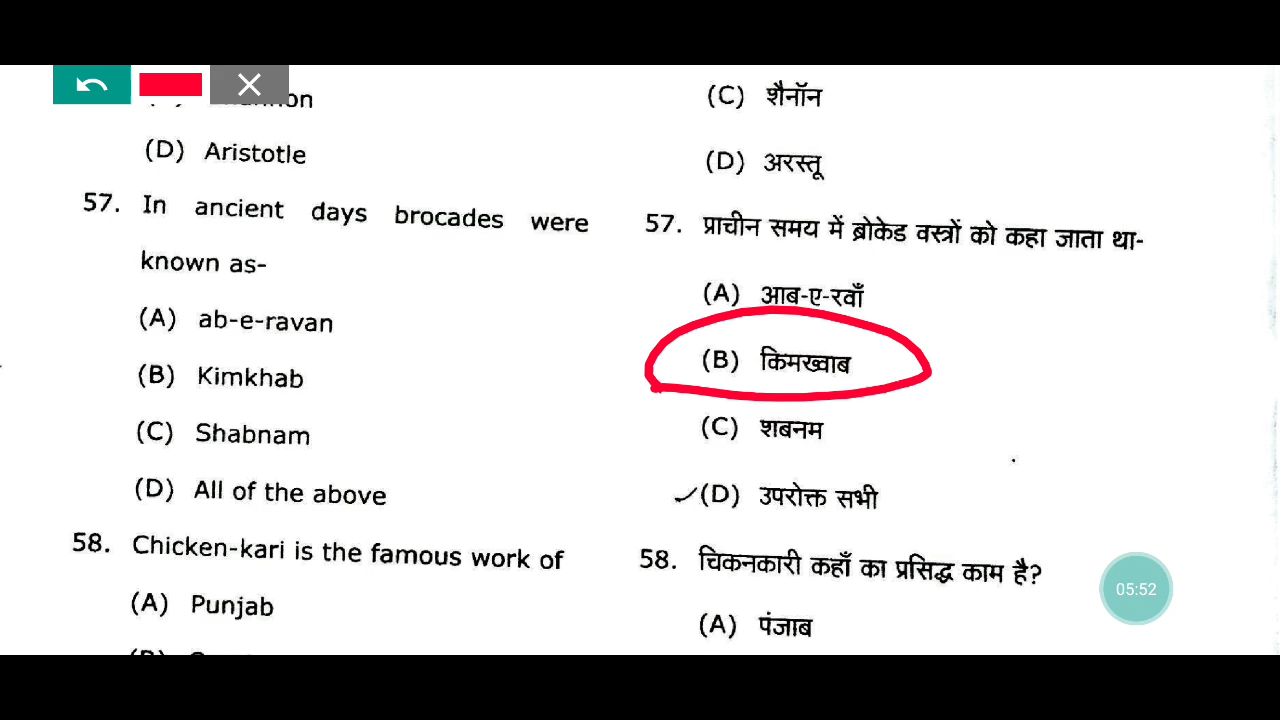 (D) Aristotle
57. In ancient days brocades were
known as-
(A) ab-e-ravan
(B) Kimkhab
(C) Shabnam
(D) All of the above
58. Chicken-kari is the famous work of
(A) Punjab
(C) शैनॉन
(D) अरस्तू
57. प्राचीन समय में ब्रोकेड वस्त्रों को कहा जाता था-
(A) आब-ए-रवाँ
(B) किमख्वाब
(C) शबनम
(D) उपरोक्त सभी
58. चिकनकारी कहाँ का प्रसिद्ध काम है?
(A) पंजाब
05:52